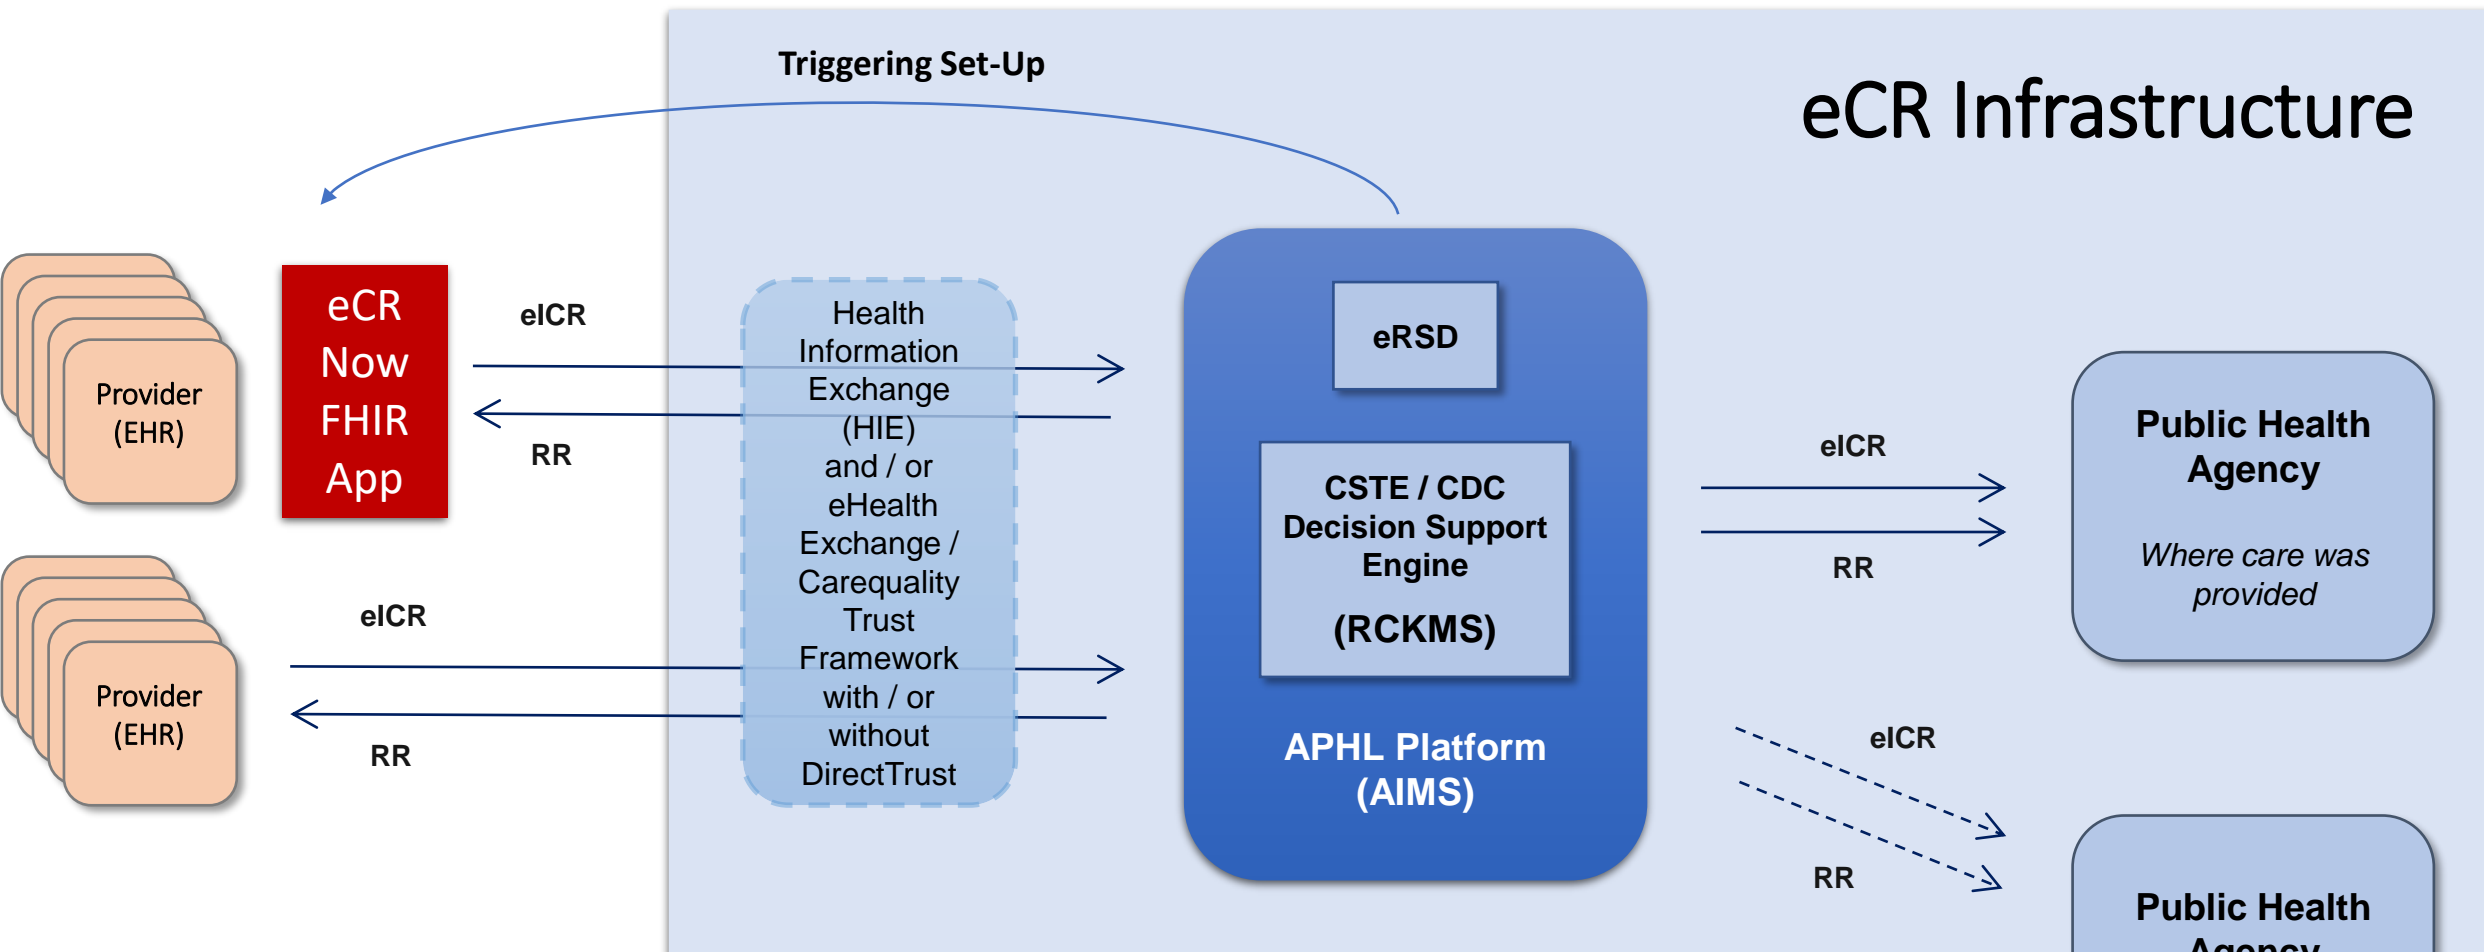 Triggering Set-Up
eCR Infrastructure
Provider
(EHR)
eCR
Now
FHIR
App
eICR
RR
Provider
(EHR)
eICR
RR
Health
Information
Exchange
(HIE)
and / or
eHealth
Exchange /
Carequality
Trust
Framework
with / or
without
DirectTrust
eRSD
CSTE / CDC
Decision Support
Engine
(RCKMS)
APHL Platform
(AIMS)
eICR
RR
Public Health
Agency
Where care was
provided
eICR
RR
Public Health
Agency